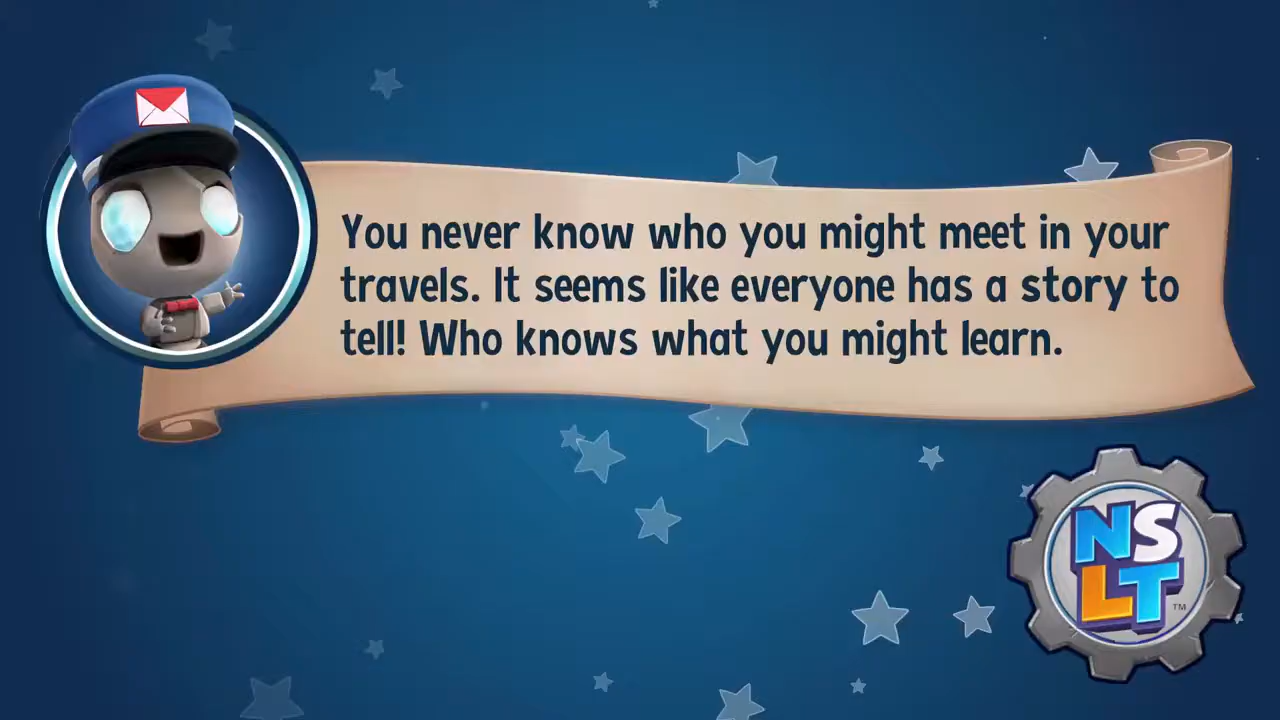 You never know who you might meet in your
travels. It seems like everyone has a story to
tell! Who knows what you might learn.
NS
LT
TM